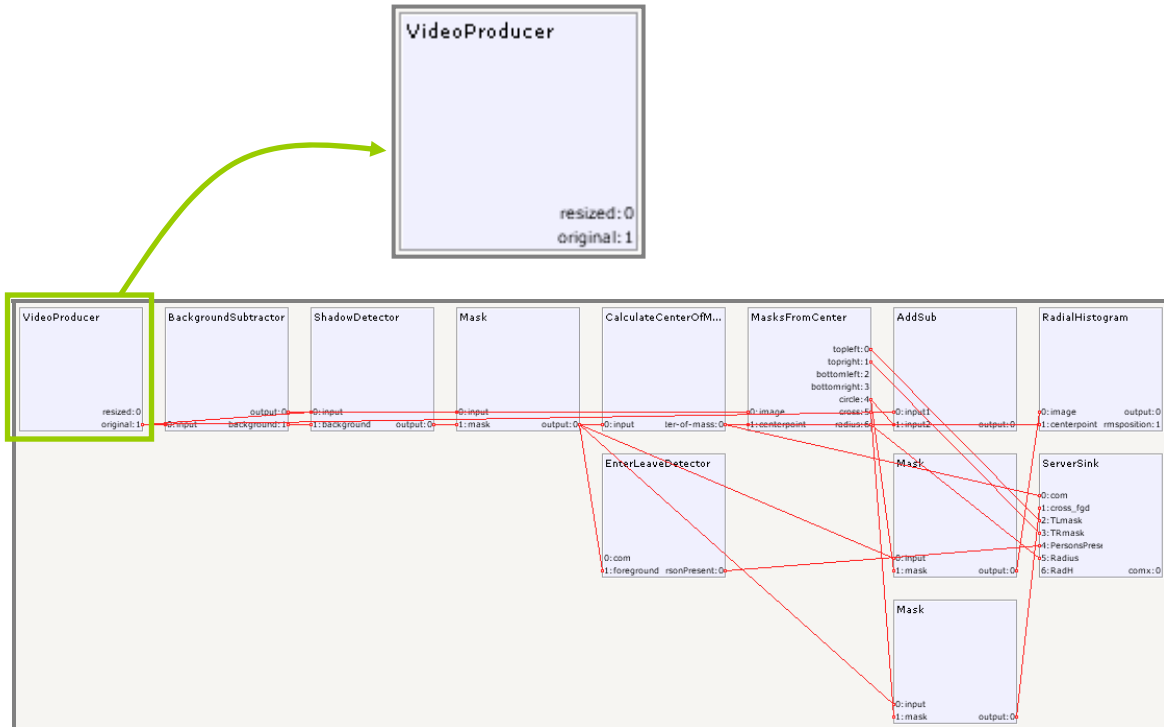 VideoProducer
resized:0
original:1
VideoProducer
resized:0
original:1
BackgroundSubtractor
output:0
0:input
background:1
ShadowDetector
0:input
1:background
output:0
Mask
0:input
1:mask
output:0
CalculateCenterOfM...
0:input
ter-of-mass:0
MasksFromCenter
topleft:0
topright:1
bottomleft:2
bottomright:3
circle:4
0:image
cross:5
1:centerpoint
radius:6
AddSub
0:input1
1:input2
output:0
RadialHistogram
0:image
output:0
1:centerpoint
rmsposition:1
EnterLeaveDetector
0:com
1:foreground
rsonPresent:0
Mask
0:input
1:mask
output:0
ServerSink
0:com
1:cross_fgd
2:TLmask
3:TRmask
4:PersonsPrese
5:Radius
6:RadH
comx:0
Mask
0:input
1:mask
output:0